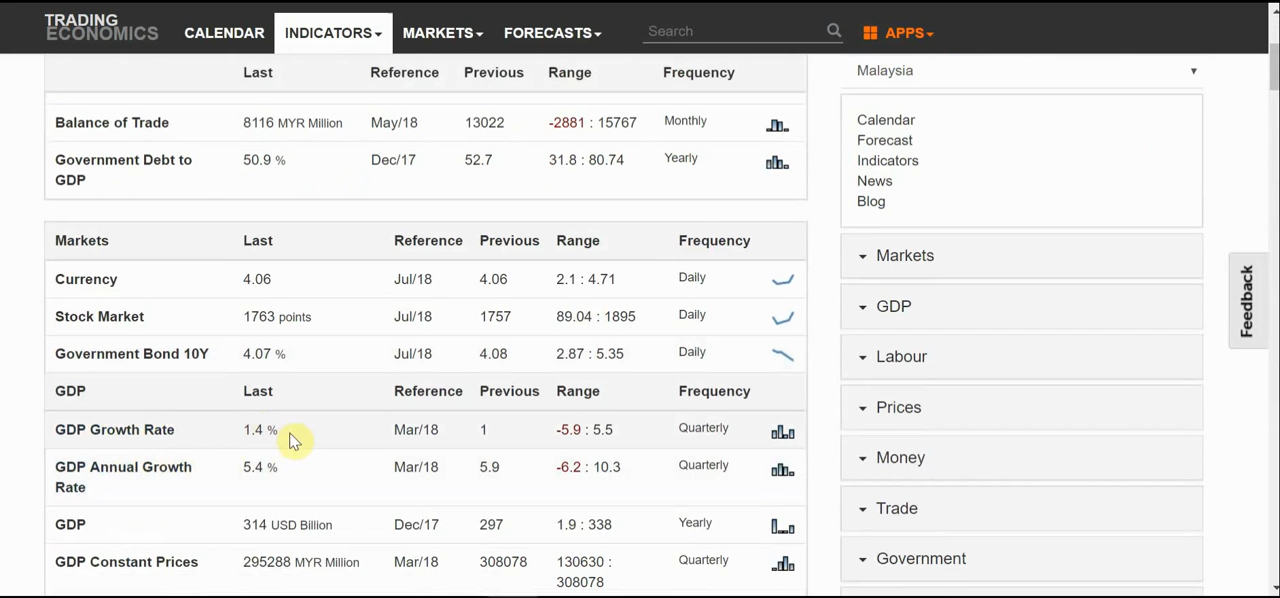 TRADING
ECONOMICS
CALENDAR INDICATORS MARKETS FORECASTS Search APPS
Last Reference Previous Range Frequency
Balance of Trade 8116 MYR Million May/18 13022 -2881 : 15767 Monthly
Government Debt to GDP 50.9 % Dec/17 52.7 31.8 : 80.74 Yearly
Markets Last Reference Previous Range Frequency
Currency 4.06 Jul/18 4.06 2.1 : 4.71 Daily
Stock Market 1763 points Jul/18 1757 89.04 : 1895 Daily
Government Bond 10Y 4.07 % Jul/18 4.08 2.87 : 5.35 Daily
GDP Last Reference Previous Range Frequency
GDP Growth Rate 1.4 % Mar/18 1 -5.9 : 5.5 Quarterly
GDP Annual Growth Rate 5.4 % Mar/18 5.9 -6.2 : 10.3 Quarterly
GDP 314 USD Billion Dec/17 297 1.9 : 338 Yearly
GDP Constant Prices 295288 MYR Million Mar/18 308078 130630 : 308078 Quarterly
Malaysia
Calendar
Forecast
Indicators
News
Blog
Markets
GDP
Labour
Prices
Money
Trade
Government
Feedback